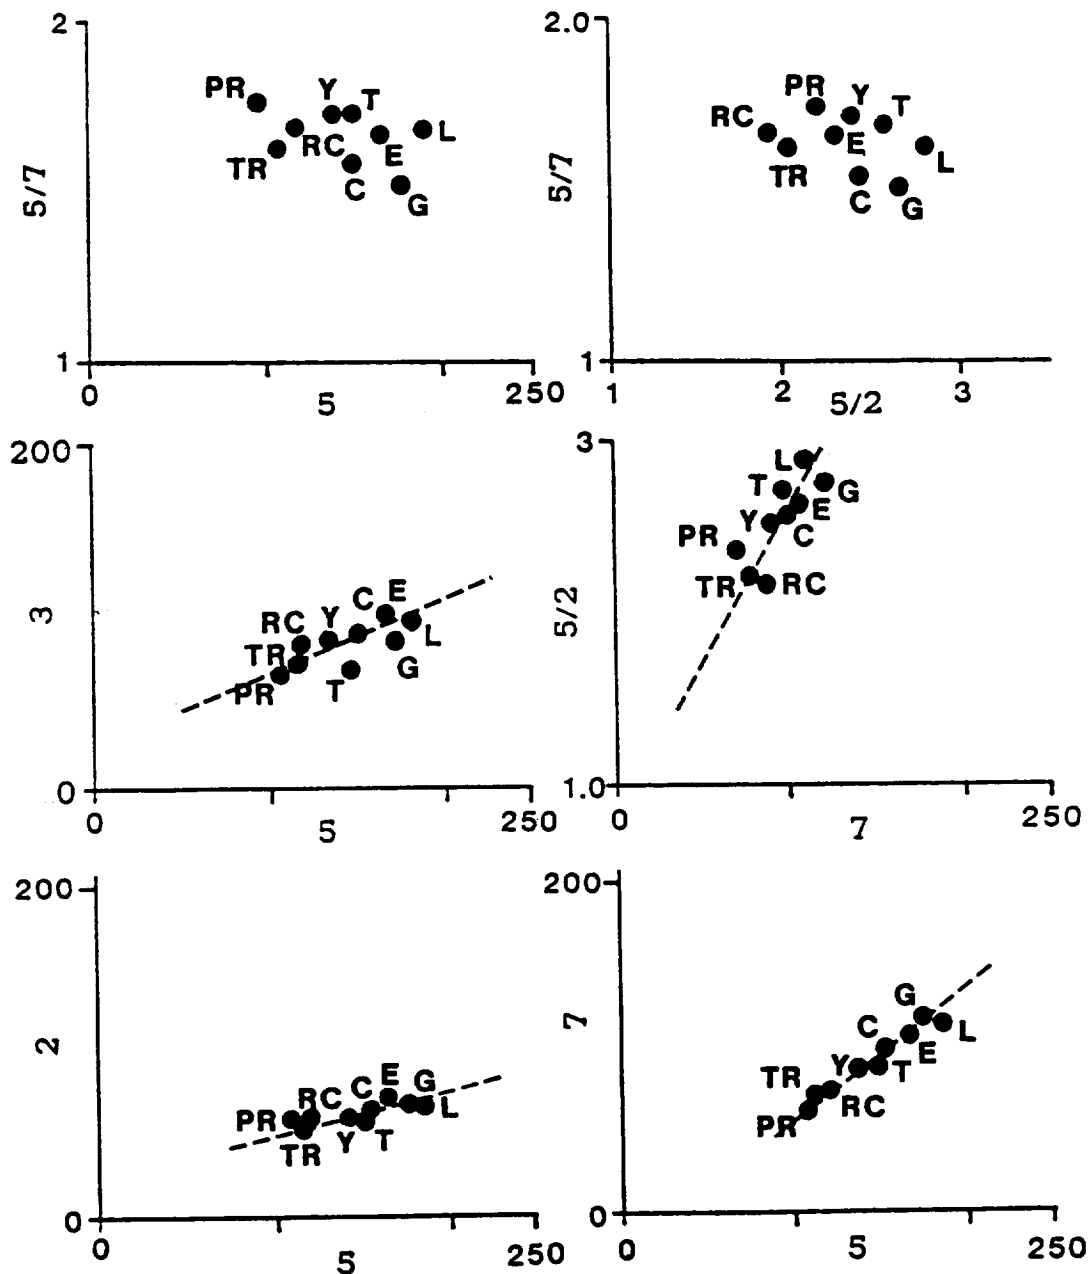 2 2.0
PR Y T PR Y T
RC L RC E L
TR E TR
C G C G
5/7 5/7
1 1
0 5 250 1 2 5/2 3
200 3
L
T G
Y E
C E PR C
RC Y L TR RC
TR G
PR T
3 5/2
0 1.0
0 5 250 0 7 250
200 200
G
C L
E G Y E
RC C L TR T
PR T RC
TR Y PR
2 7
0 0
0 5 250 0 5 250